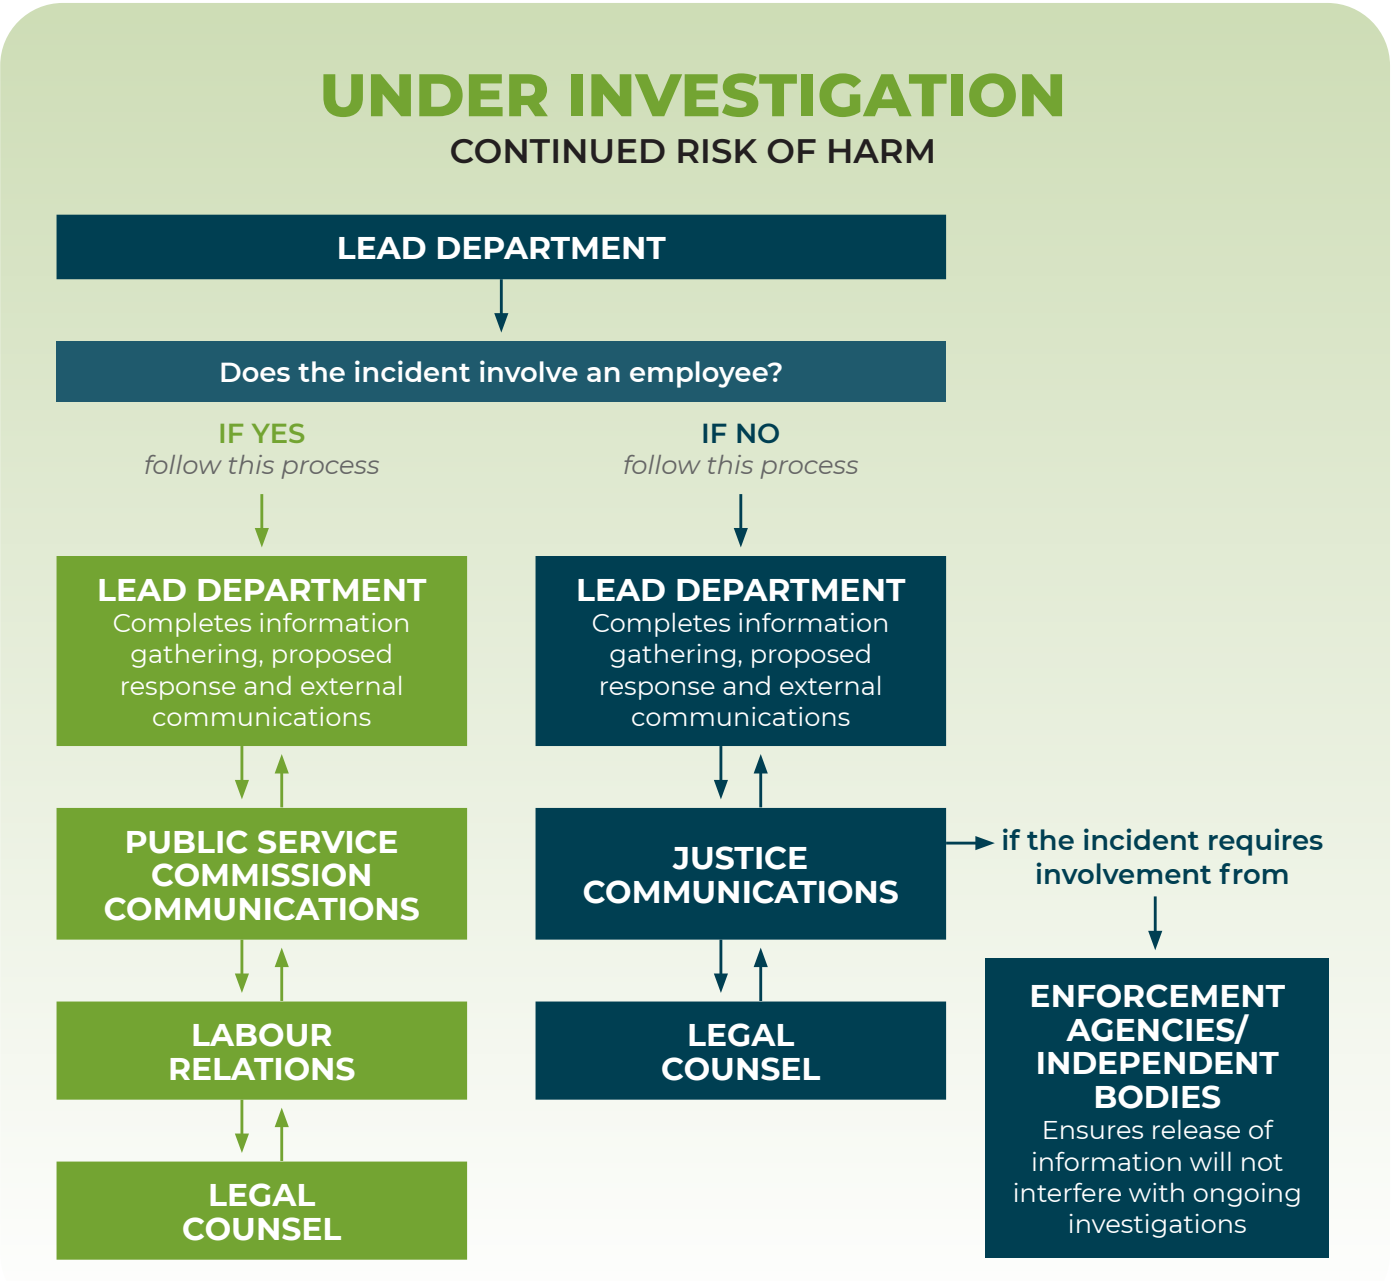 UNDER INVESTIGATION
CONTINUED RISK OF HARM
LEAD DEPARTMENT
Does the incident involve an employee?
IF YES
follow this process
IF NO
follow this process
LEAD DEPARTMENT
Completes information
gathering, proposed
response and external
communications
LEAD DEPARTMENT
Completes information
gathering, proposed
response and external
communications
PUBLIC SERVICE
COMMISSION
COMMUNICATIONS
JUSTICE
COMMUNICATIONS
if the incident requires
involvement from
LABOUR
RELATIONS
LEGAL
COUNSEL
LEGAL
COUNSEL
ENFORCEMENT
AGENCIES/
INDEPENDENT
BODIES
Ensures release of
information will not
interfere with ongoing
investigations